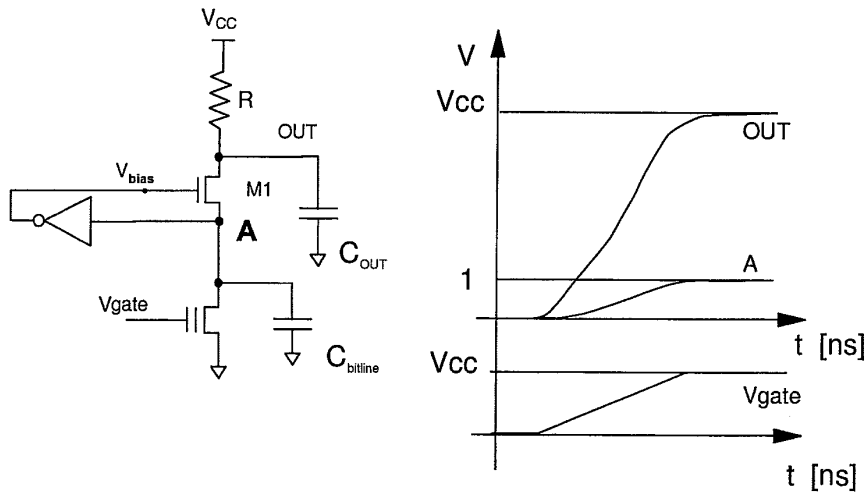 VCC
R
OUT
Vbias
M1
A
COUT
Vgate
Cbitline
V
VCC
OUT
1
A
t [ns]
VCC
Vgate
t [ns]